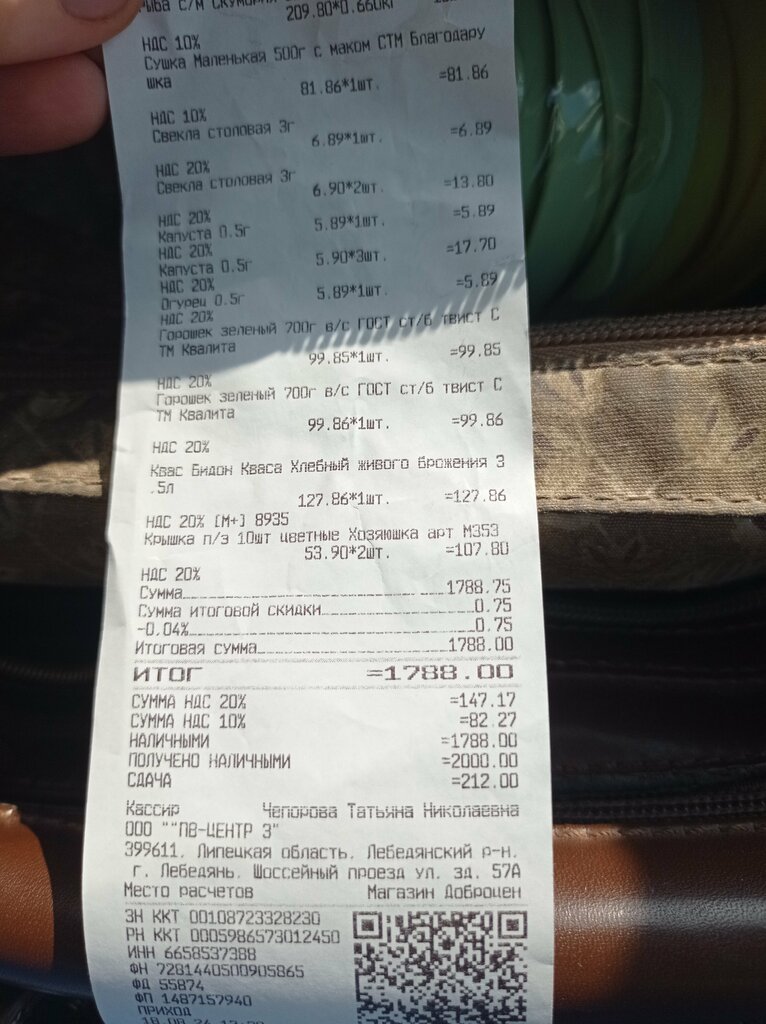 РЫБА С/М
209.80*0.660КГ
НДС 10%
Сушка Маленькая 500г с маком СТМ Благодару
шка
81.86*1шт. =81.86
НДС 10%
Свекла столовая 3г
6.89*1шт. =6.89
НДС 20%
Свекла столовая 3г
6.90*2шт. =13.80
НДС 20%
Капуста 0.5г 5.89*1шт. =5.89
НДС 20%
Капуста 0.5г 5.90*3шт. =17.70
НДС 20%
Огурец 0.5г 5.89*1шт. =5.89
НДС 20%
Горошек зеленый 700г в/с ГОСТ ст/б твист С
ТМ Квалита
99.85*1шт. =99.85
НДС 20%
Горошек зеленый 700г в/с ГОСТ ст/б твист С
ТМ Квалита
99.86*1шт. =99.86
НДС 20%
Квас Бидон Кваса Хлебный живого брожения 3
.5л
127.86*1шт. =127.86
НДС 20% [М+] 8935
Крышка п/э 10шт цветные Хозяюшка арт М353
53.90*2шт. =107.80
НДС 20%
Сумма 1788.75
Сумма итоговой скидки 0.75
-0.04% 0.75
Итоговая сумма 1788.00
ИТОГ =1788.00
СУММА НДС 20% =147.17
СУММА НДС 10% =82.27
НАЛИЧНЫМИ =1788.00
ПОЛУЧЕНО НАЛИЧНЫМИ =2000.00
СДАЧА =212.00
Кассир Чепорова Татьяна Николаевна
ООО ""ПВ-ЦЕНТР 3"
399611, Липецкая область, Лебедянский р-н,
г. Лебедянь, Шоссейный проезд ул. зд. 57А
Место расчетов Магазин Доброцен
ЗН ККТ 00108723328230
РН ККТ 0005986573012450
ИНН 6658537388
ФН 7281440500905865
ФД 55874
ФП 1487157940
ПРИХОД